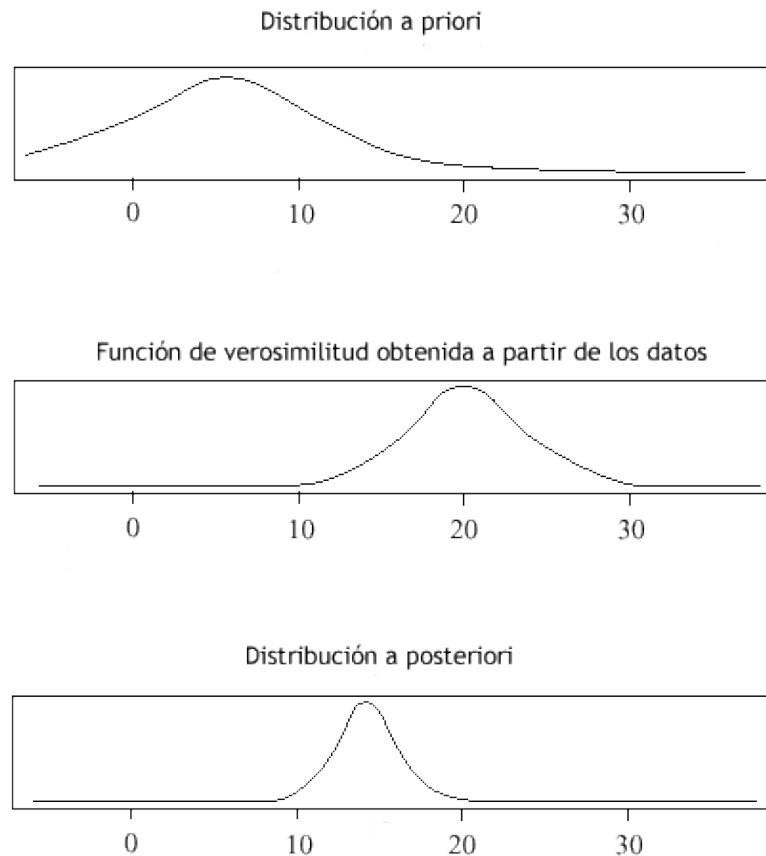 Distribución a priori
0 10 20 30
Función de verosimilitud obtenida a partir de los datos
0 10 20 30
Distribución a posteriori
0 10 20 30